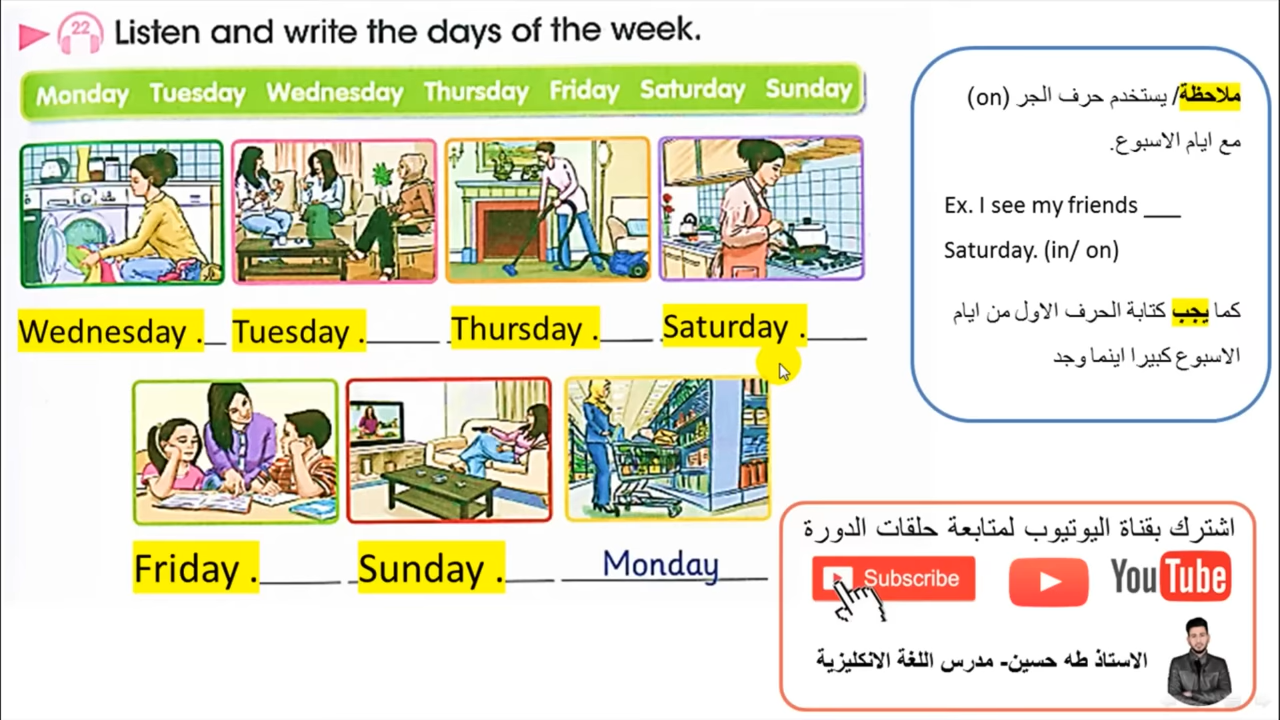 22
Listen and write the days of the week.
Monday Tuesday Wednesday Thursday Friday Saturday Sunday
Wednesday .
Tuesday .
Thursday .
Saturday .
Friday .
Sunday .
Monday
ملاحظة/ يستخدم حرف الجر (on)
مع ايام الاسبوع.
Ex. I see my friends ___
Saturday. (in/ on)
كما يجب كتابة الحرف الاول من ايام
الاسبوع كبيرا اينما وجد
اشترك بقناة اليوتيوب لمتابعة حلقات الدورة
Subscribe
YouTube
الاستاذ طه حسين- مدرس اللغة الانكليزية